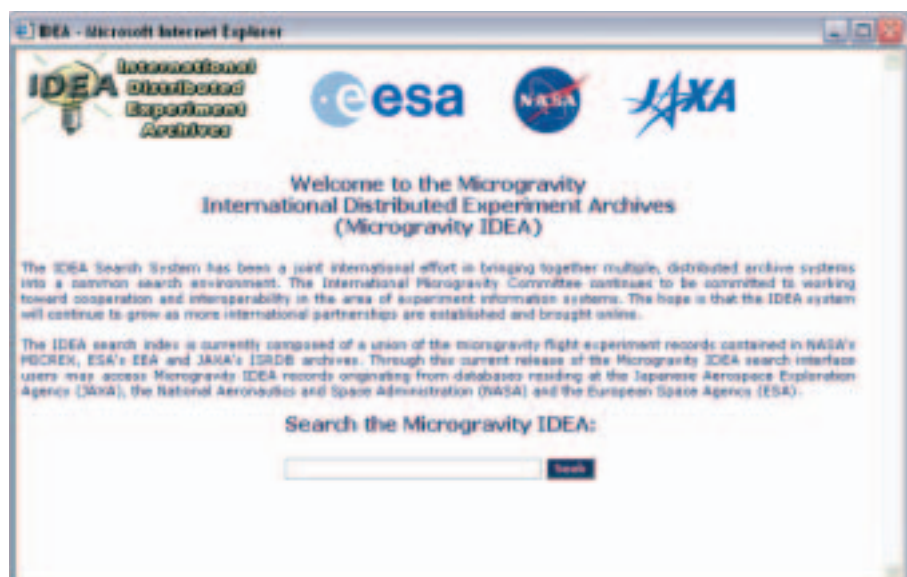 IDEA - Microsoft Internet Explorer
IDEA International
Distributed
Experiment
Archives
esa
NASA
JAXA
Welcome to the Microgravity
International Distributed Experiment Archives
(Microgravity IDEA)
The IDEA Search System has been a joint international effort in bringing together multiple, distributed archive systems
into a common search environment. The International Microgravity Committee continues to be committed to working
toward cooperation and interoperability in the area of experiment information systems. The hope is that the IDEA system
will continue to grow as more international partnerships are established and brought online.
The IDEA search index is currently composed of a union of the microgravity flight experiment records contained in NASA's
MICREX, ESA's EEA and JAXA's ISRDB archives. Through this current release of the Microgravity IDEA search interface
users may access Microgravity IDEA records originating from databases residing at the Japanese Aerospace Exploration
Agency (JAXA), the National Aeronautics and Space Administration (NASA) and the European Space Agency (ESA).
Search the Microgravity IDEA: